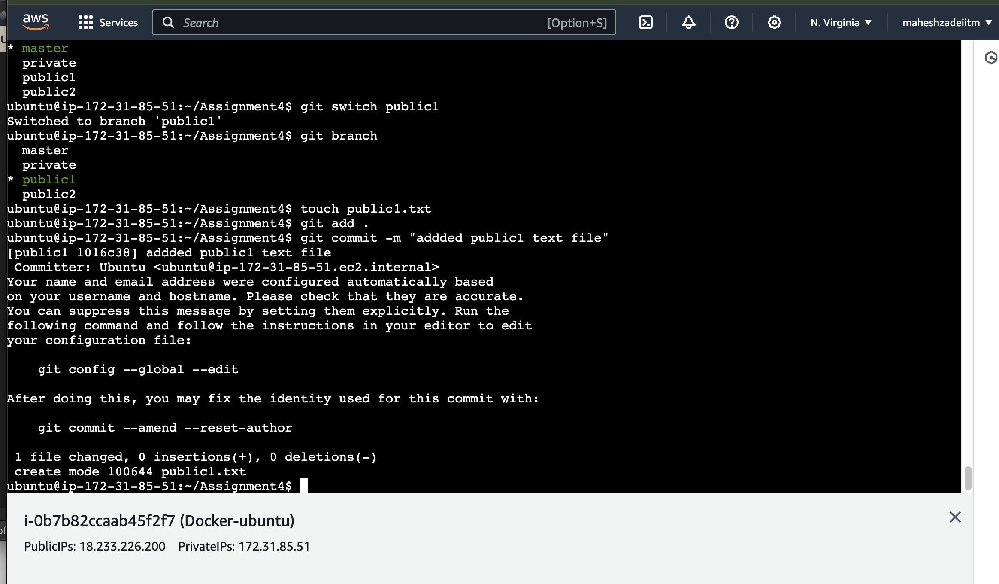 aws
Services
Search
[Option+S]
N. Virginia
maheshzadeiitm
* master
  private
  public1
  public2
ubuntu@ip-172-31-85-51:~/Assignment4$ git switch public1
Switched to branch 'public1'
ubuntu@ip-172-31-85-51:~/Assignment4$ git branch
  master
  private
* public1
  public2
ubuntu@ip-172-31-85-51:~/Assignment4$ touch public1.txt
ubuntu@ip-172-31-85-51:~/Assignment4$ git add .
ubuntu@ip-172-31-85-51:~/Assignment4$ git commit -m "addded public1 text file"
[public1 1016c38] addded public1 text file
 Committer: Ubuntu <ubuntu@ip-172-31-85-51.ec2.internal>
Your name and email address were configured automatically based
on your username and hostname. Please check that they are accurate.
You can suppress this message by setting them explicitly. Run the
following command and follow the instructions in your editor to edit
your configuration file:
    git config --global --edit
After doing this, you may fix the identity used for this commit with:
    git commit --amend --reset-author
 1 file changed, 0 insertions(+), 0 deletions(-)
 create mode 100644 public1.txt
ubuntu@ip-172-31-85-51:~/Assignment4$
i-0b7b82ccaab45f2f7 (Docker-ubuntu)
PublicIPs: 18.233.226.200    PrivateIPs: 172.31.85.51